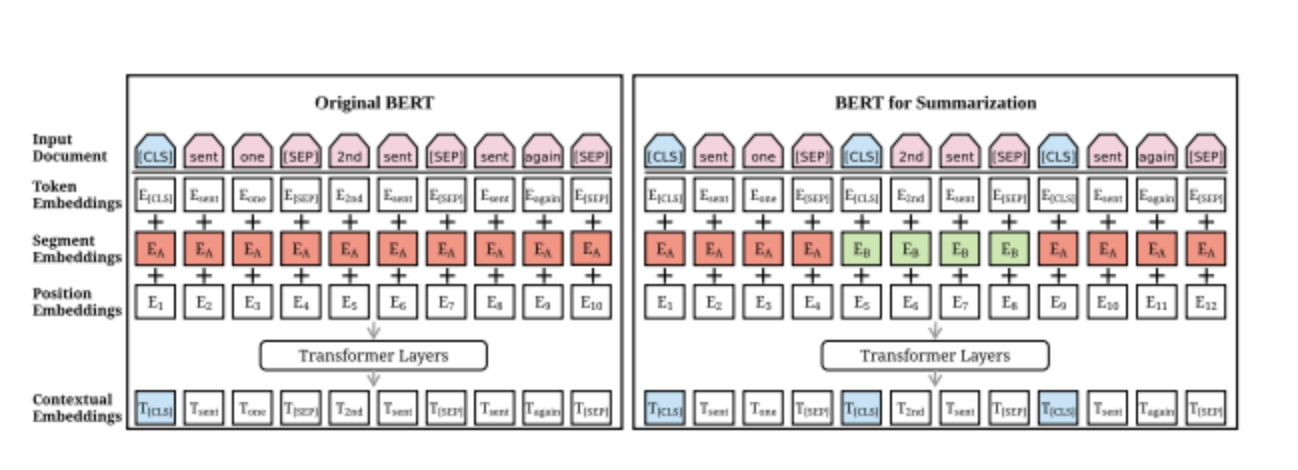 Original BERT
BERT for Summarization
Input Document
[CLS] sent one [SEP] 2nd sent [SEP] sent again [SEP]
[CLS] sent one [SEP] [CLS] 2nd sent [SEP] [CLS] sent again [SEP]
Token Embeddings
E[CLS] Esent Eone E[SEP] E2nd Esent E[SEP] Esent Eagain E[SEP]
E[CLS] Esent Eone E[SEP] E[CLS] E2nd Esent E[SEP] E[CLS] Esent Eagain E[SEP]
+ + + + + + + + + +
+ + + + + + + + + + + +
Segment Embeddings
EA EA EA EA EA EA EA EA EA EA
EA EA EA EA EB EB EB EB EA EA EA EA
+ + + + + + + + + +
+ + + + + + + + + + + +
Position Embeddings
E1 E2 E3 E4 E5 E6 E7 E8 E9 E10
E1 E2 E3 E4 E5 E6 E7 E8 E9 E10 E11 E12
Transformer Layers
Transformer Layers
Contextual Embeddings
T[CLS] Tsent Tone T[SEP] T2nd Tsent T[SEP] Tsent Tagain T[SEP]
T[CLS] Tsent Tone T[SEP] T[CLS] T2nd Tsent T[SEP] T[CLS] Tsent Tagain T[SEP]